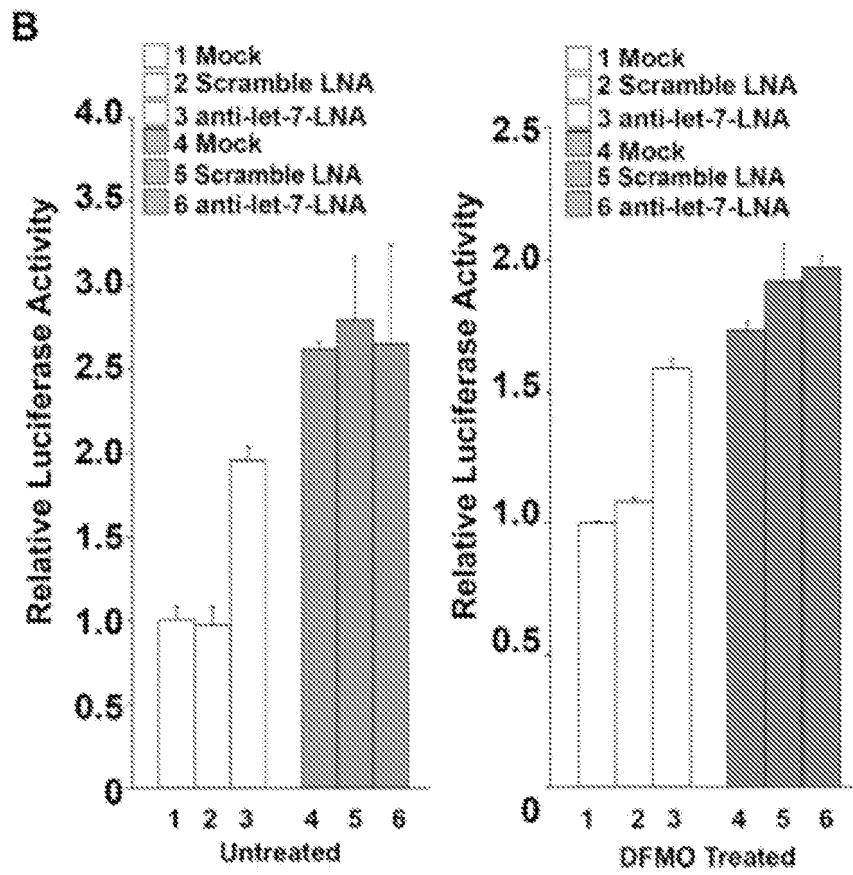 B
1 Mock
2 Scramble LNA
3 anti-let-7-LNA
4 Mock
5 Scramble LNA
6 anti-let-7-LNA
Relative Luciferase Activity
4.0
3.5
3.0
2.5
2.0
1.5
1.0
0.5
0
1 2 3 4 5 6
Untreated
1 Mock
2 Scramble LNA
3 anti-let-7-LNA
4 Mock
5 Scramble LNA
6 anti-let-7-LNA
Relative Luciferase Activity
2.5
2.0
1.5
1.0
0.5
0
1 2 3 4 5 6
DFMO Treated